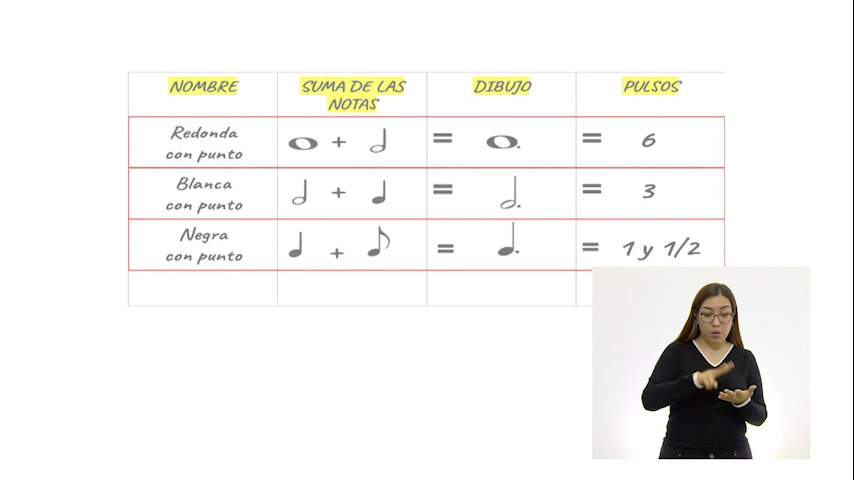 NOMBRE
SUMA DE LAS
NOTAS
DIBUJO
PULSOS
Redonda
con punto
+
=
= 6
Blanca
con punto
+
=
= 3
Negra
con punto
+
=
= 1 y 1/2